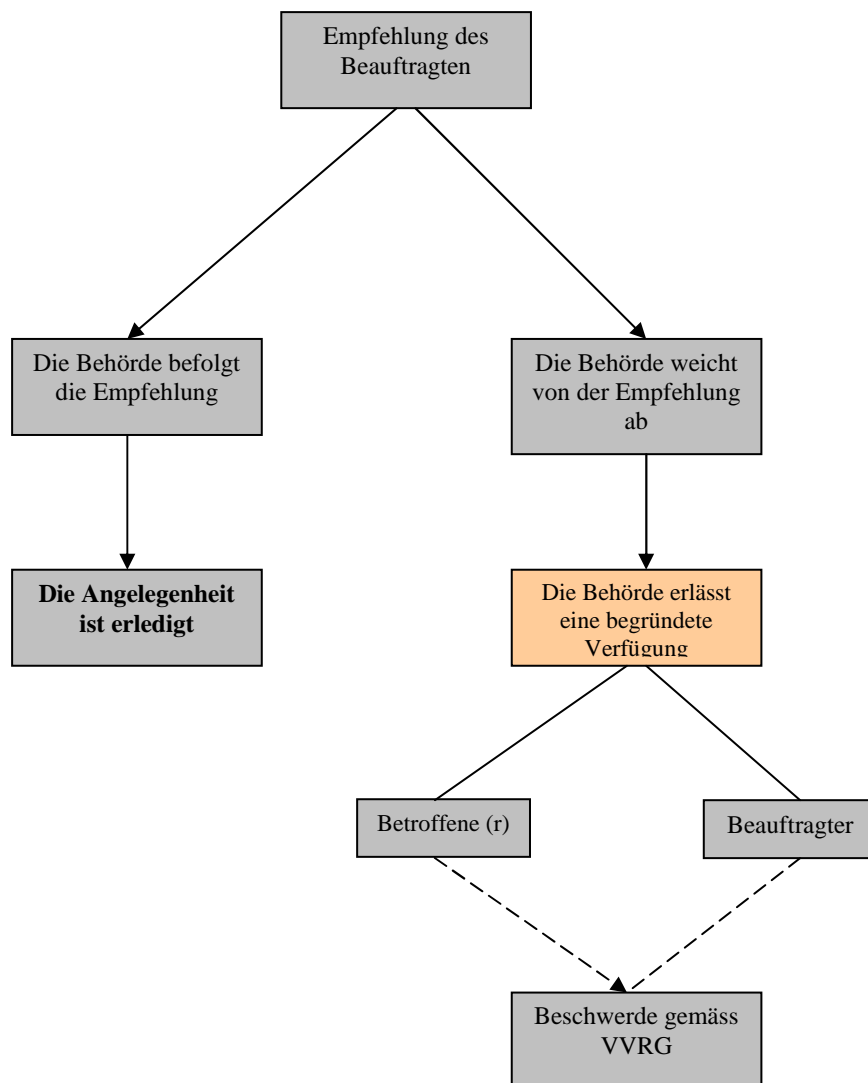 Empfehlung des
Beauftragten
Die Behörde befolgt
die Empfehlung
Die Behörde weicht
von der Empfehlung
ab
Die Angelegenheit
ist erledigt
Die Behörde erlässt
eine begründete
Verfügung
Betroffene (r)
Beauftragter
Beschwerde gemäss
VVRG